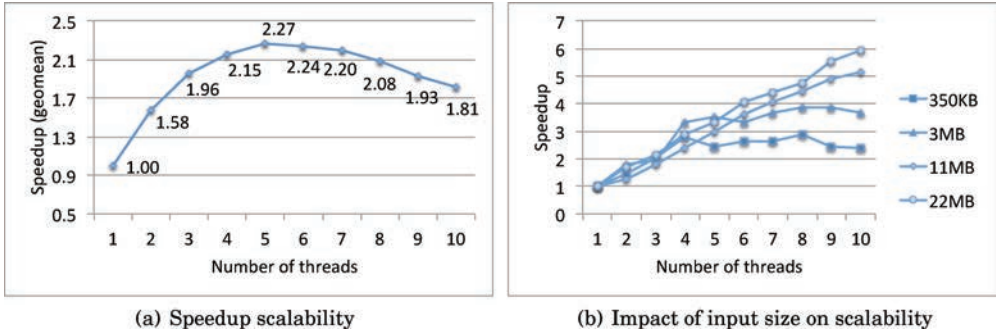 Speedup (geomean)
2.5
2.1
1.7
1.3
0.9
0.5
1.00
1.58
1.96
2.15
2.27
2.24
2.20
2.08
1.93
1.81
1 2 3 4 5 6 7 8 9 10
Number of threads
(a) Speedup scalability
Speedup
7
6
5
4
3
2
1
0
1 2 3 4 5 6 7 8 9 10
Number of threads
350KB
3MB
11MB
22MB
(b) Impact of input size on scalability